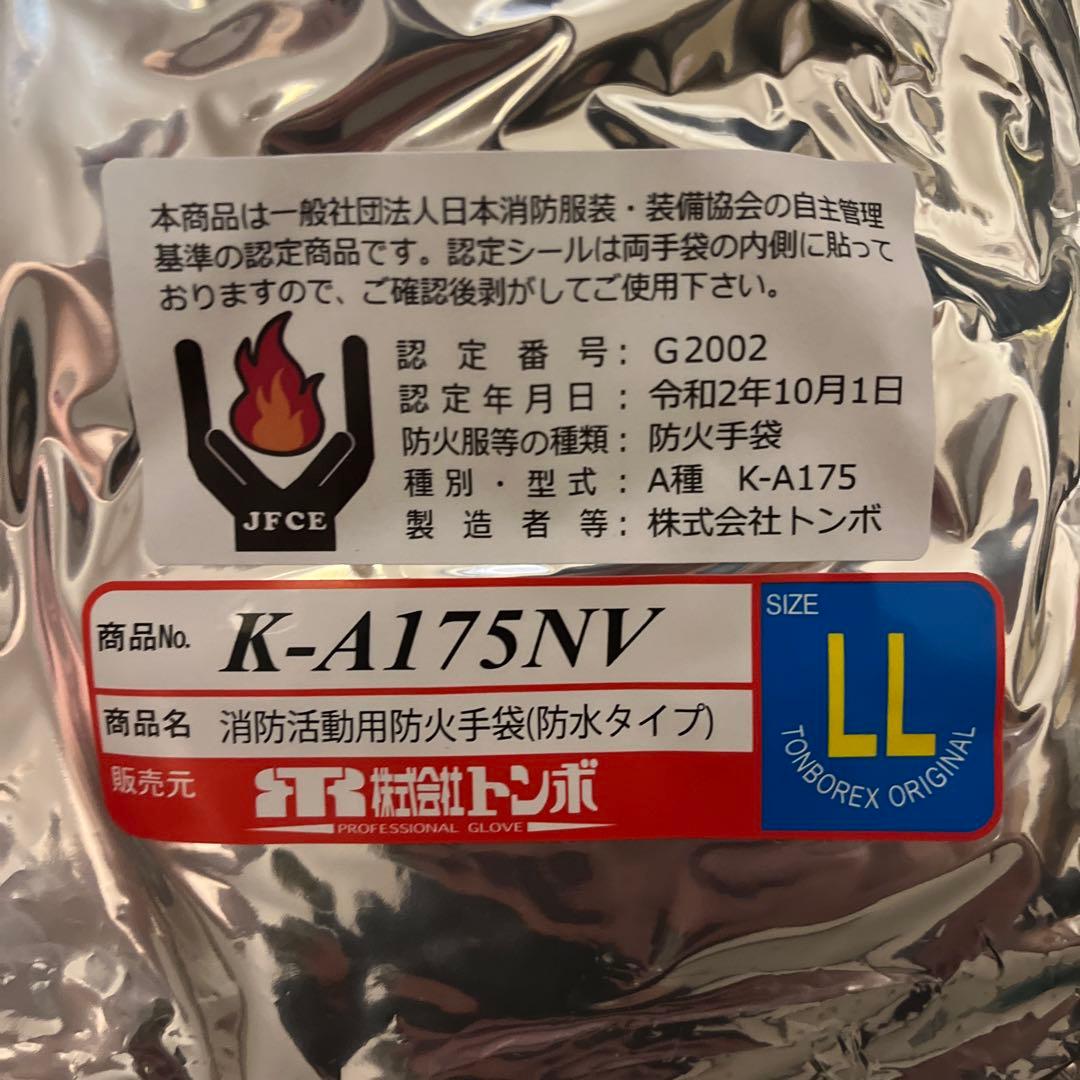 本商品は一般社団法人日本消防服装・装備協会の自主管理
基準の認定商品です。認定シールは両手袋の内側に貼って
おりますので、ご確認後剥がしてご使用下さい。
認定番号：G2002
認定年月日：令和2年10月1日
防火服等の種類：防火手袋
種別・型式：A種 K-A175
製造者等：株式会社トンボ
JFCE
商品No. K-A175NV
商品名 消防活動用防火手袋(防水タイプ)
販売元 STR株式会社トンボ
PROFESSIONAL GLOVE
SIZE
LL
TONBOREX ORIGINAL